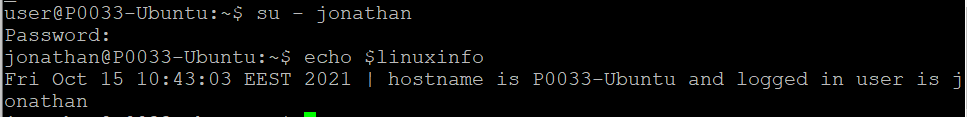 user@P0033-Ubuntu:~$ su - jonathan
Password:
jonathan@P0033-Ubuntu:~$ echo $linuxinfo
Fri Oct 15 10:43:03 EEST 2021 | hostname is P0033-Ubuntu and logged in user is j
onathan